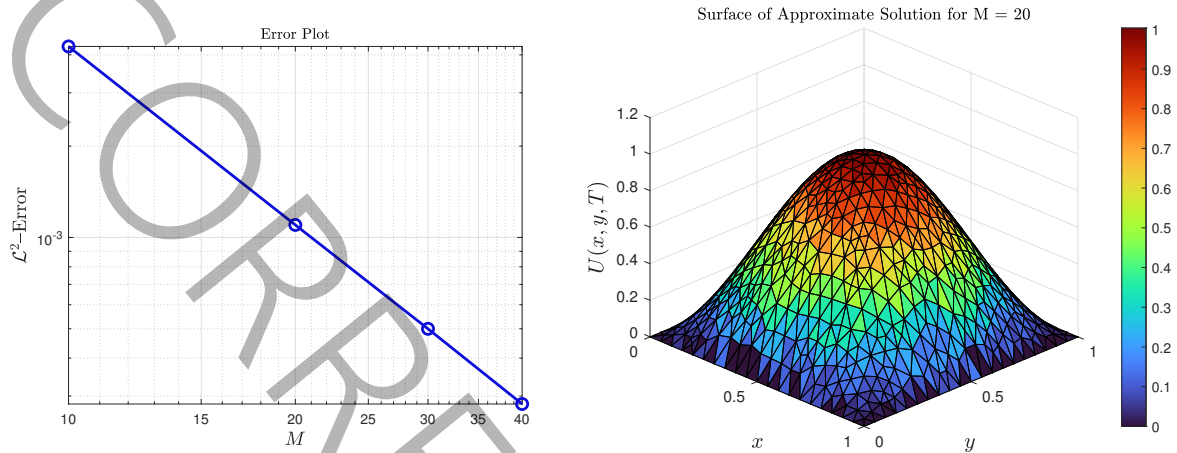 Error Plot
10⁻³
ℒ²−Error
10 15 20 25 30 35 40
M
CORRE
Surface of Approximate Solution for M = 20
1.2
1
0.8
0.6
0.4
0.2
0
U(x, y, T)
0
0.5
1
x
0
0.5
1
y
1
0.9
0.8
0.7
0.6
0.5
0.4
0.3
0.2
0.1
0